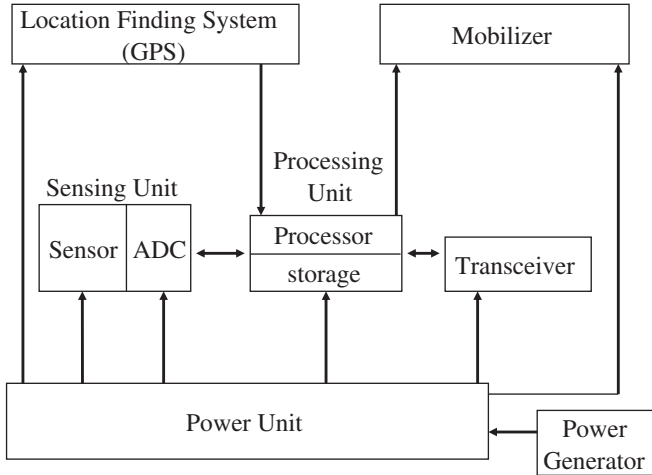 Location Finding System
(GPS)
Mobilizer
Processing
Unit
Sensing Unit
Sensor
ADC
Processor
storage
Transceiver
Power Unit
Power
Generator